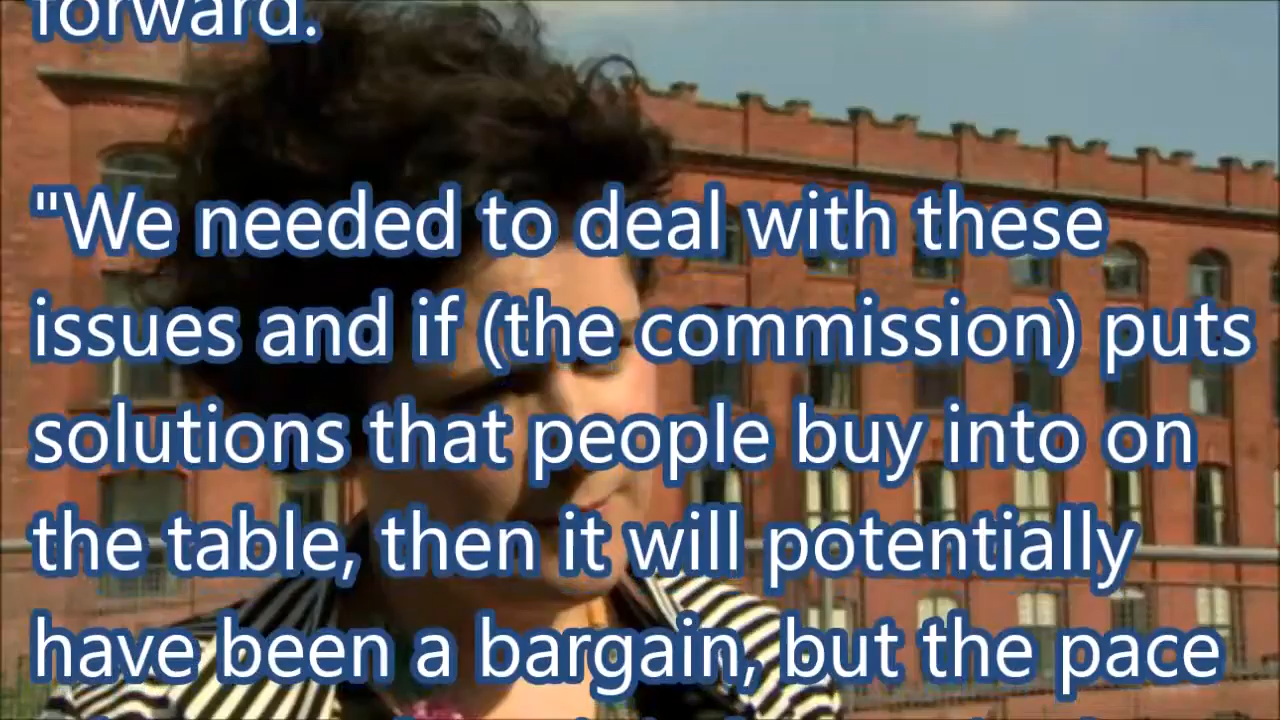 forward.
"We needed to deal with these
issues and if (the commission) puts
solutions that people buy into on
the table, then it will potentially
have been a bargain, but the pace